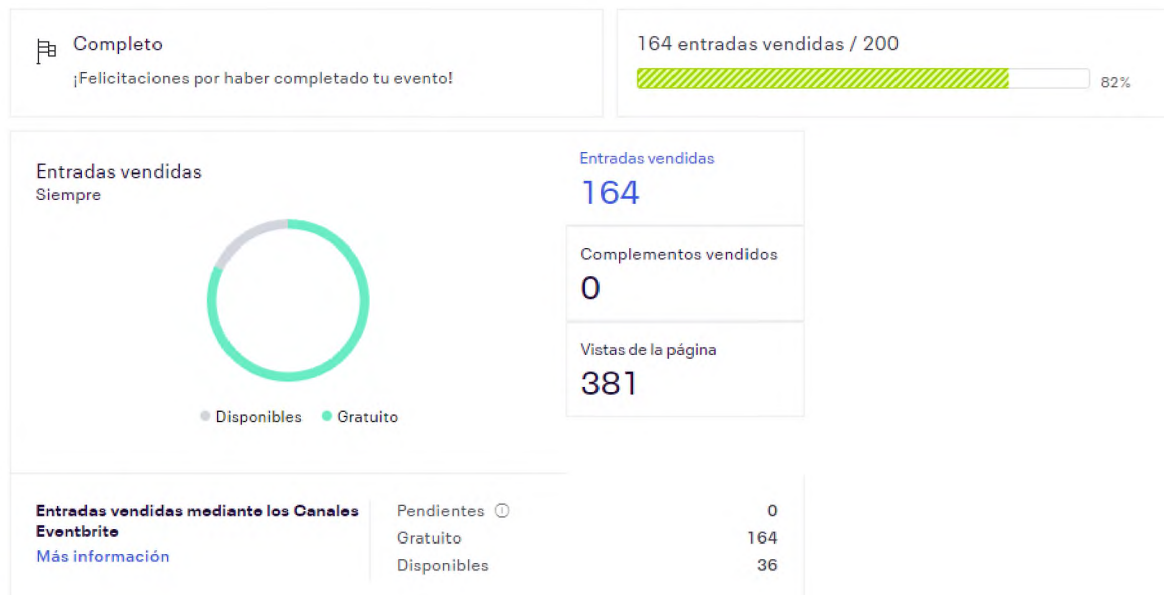 Completo
¡Felicitaciones por haber completado tu evento!
164 entradas vendidas / 200
82%
Entradas vendidas
Siempre
Disponibles Gratuito
Entradas vendidas
164
Complementos vendidos
0
Vistas de la página
381
Entradas vendidas mediante los Canales
Eventbrite
Más información
Pendientes 0
Gratuito 164
Disponibles 36